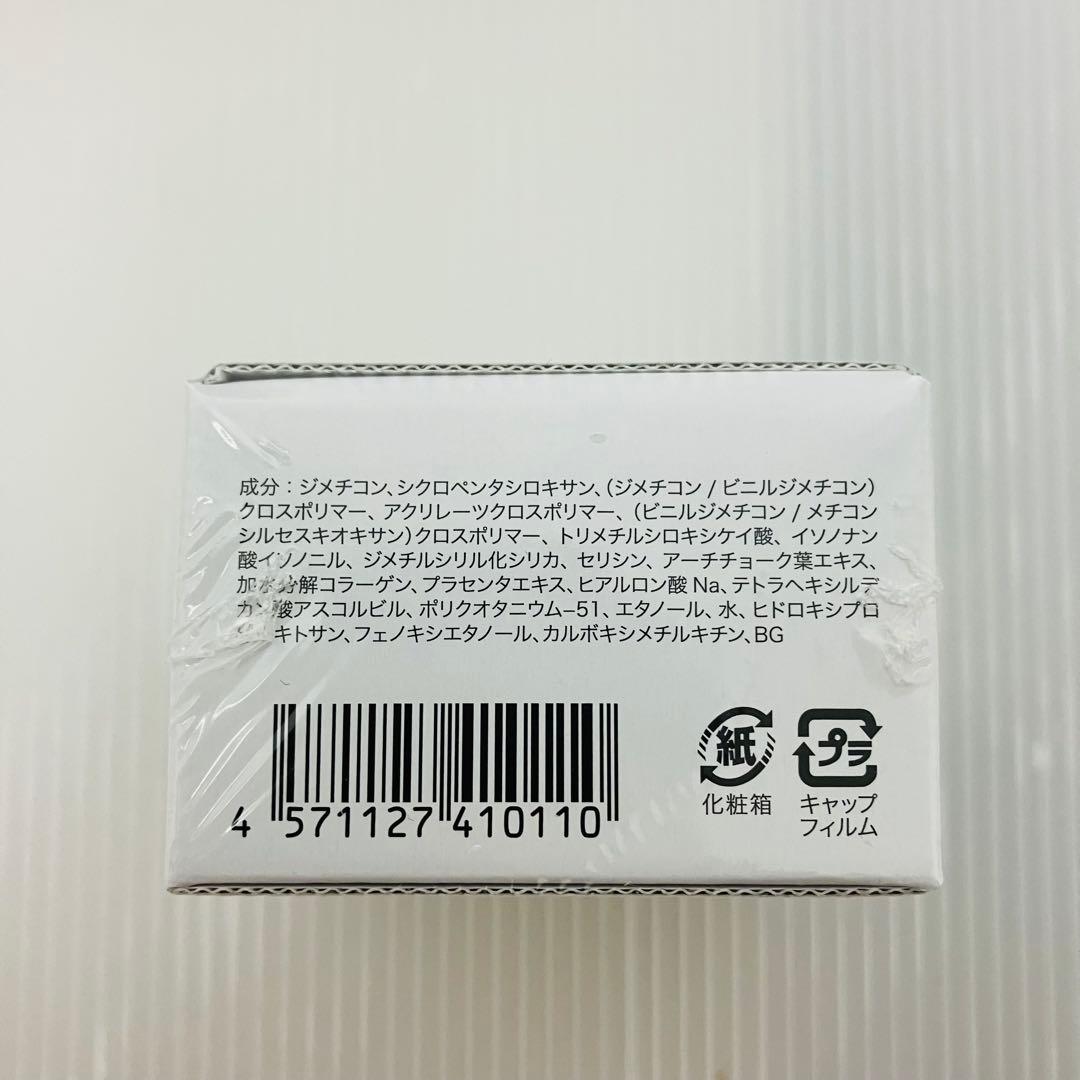 成分：ジメチコン、シクロペンタシロキサン、（ジメチコン / ビニルジメチコン）
クロスポリマー、アクリレーツクロスポリマー、（ビニルジメチコン / メチコン
シルセスキオキサン）クロスポリマー、トリメチルシロキシケイ酸、イソノナン
酸イソノニル、ジメチルシリル化シリカ、セリシン、アーチチョーク葉エキス、
加水分解コラーゲン、プラセンタエキス、ヒアルロン酸 Na、テトラヘキシルデ
カン酸アスコルビル、ポリクオタニウム–51、エタノール、水、ヒドロキシプロ
キトサン、フェノキシエタノール、カルボキシメチルキチン、BG
4 571127 410110
紙
化粧箱
プラ
キャップ
フィルム